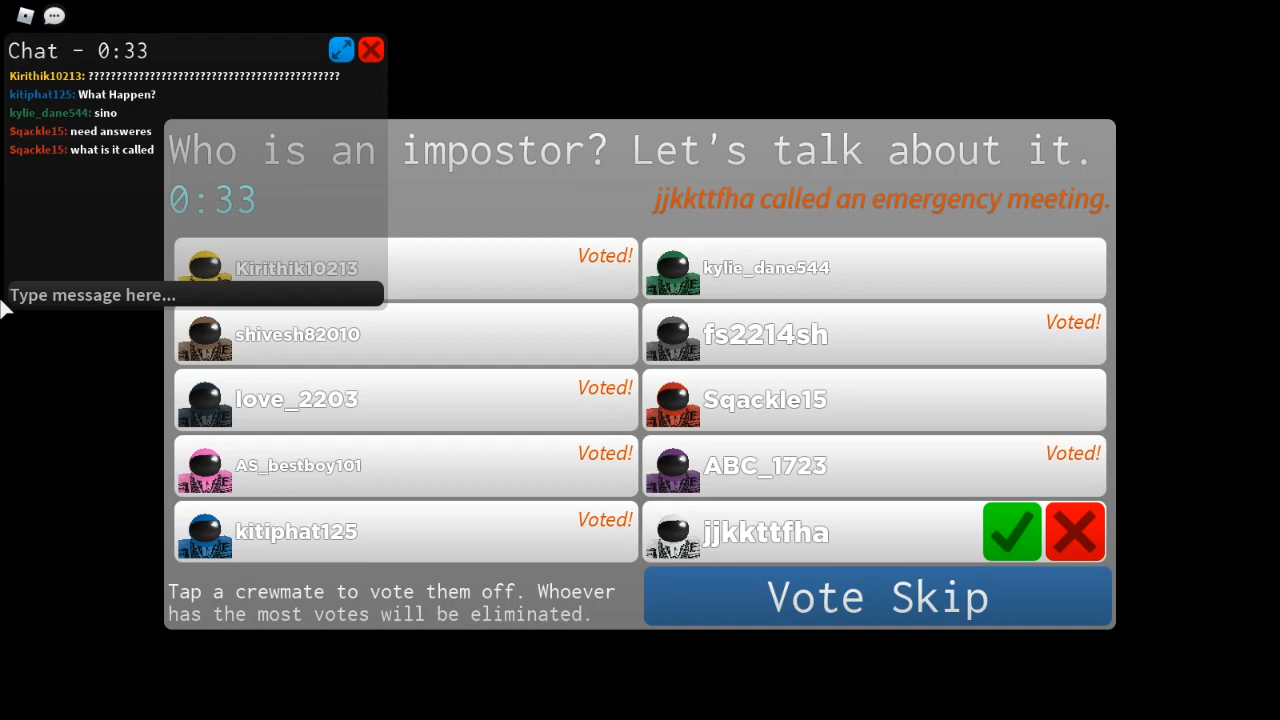 Chat - 0:33
Kirithik10213: ??????????????????????????????????????????????
kitiphat125: What Happen?
kylie_dane544: sino
Sqackle15: need answeres
Sqackle15: what is it called
Type message here...
Who is an impostor? Let's talk about it.
0:33
jjkkttfha called an emergency meeting.
Kirithik10213 Voted!
kylie_dane544
shivesh82010
fs2214sh Voted!
love_2203 Voted!
Sqackle15
AS_bestboy101 Voted!
ABC_1723 Voted!
kitiphat125 Voted!
jjkkttfha
Tap a crewmate to vote them off. Whoever
has the most votes will be eliminated.
Vote Skip